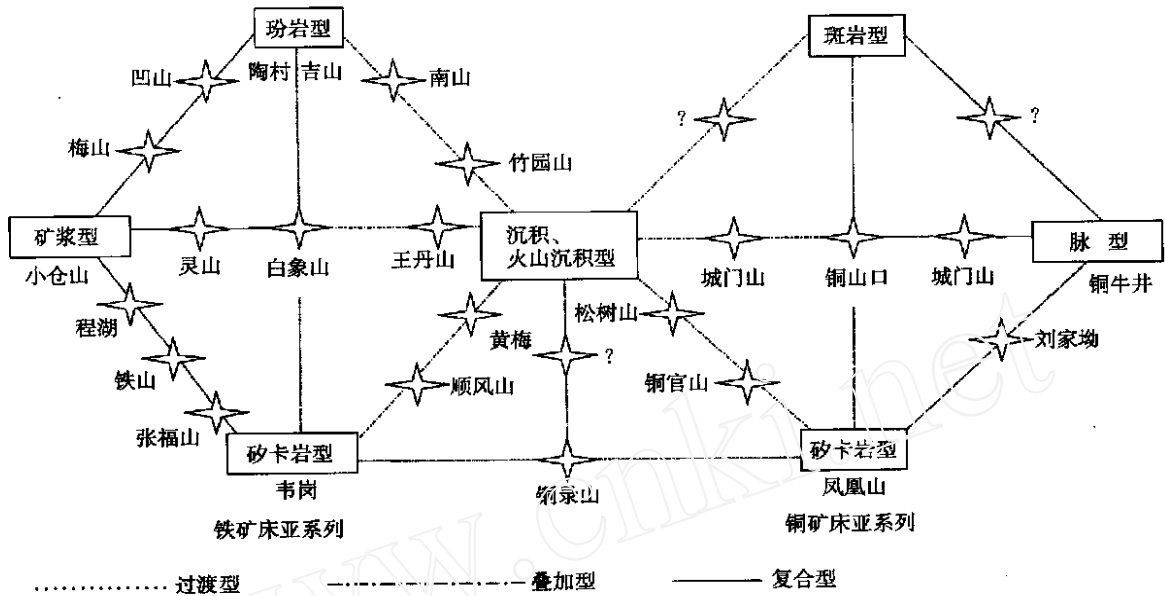 玢岩型
斑岩型
凹山
陶村 吉山
南山
?
?
梅山
竹园山
矿浆型
沉积、
火山沉积型
脉 型
小仓山
灵山
白象山
王丹山
城门山
铜山口
城门山
铜牛井
程湖
黄梅
松树山
?
刘家坳
铁山
顺风山
铜官山
张福山
矽卡岩型
矽卡岩型
韦岗
铜录山
凤凰山
铁矿床亚系列
铜矿床亚系列
过渡型
叠加型
复合型
www.cnki.net